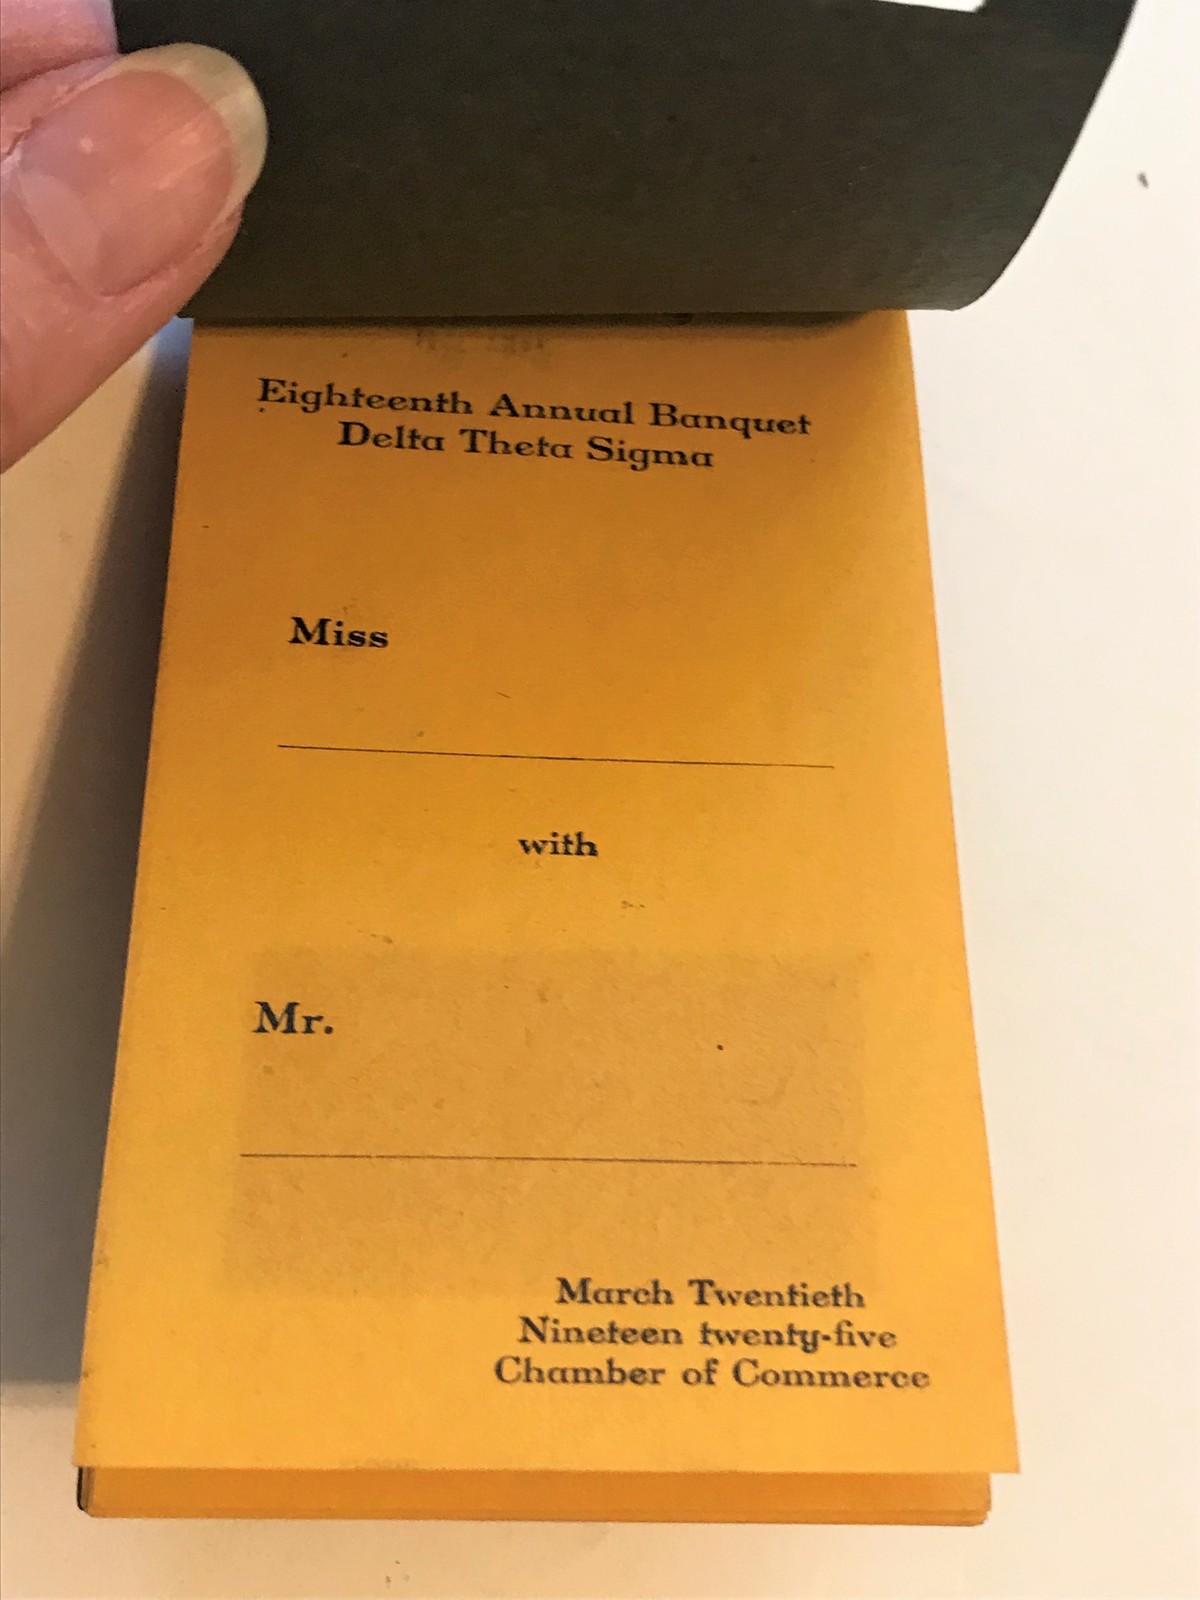 Eighteenth Annual Banquet
Delta Theta Sigma
Miss
with
Mr.
March Twentieth
Nineteen twenty-five
Chamber of Commerce